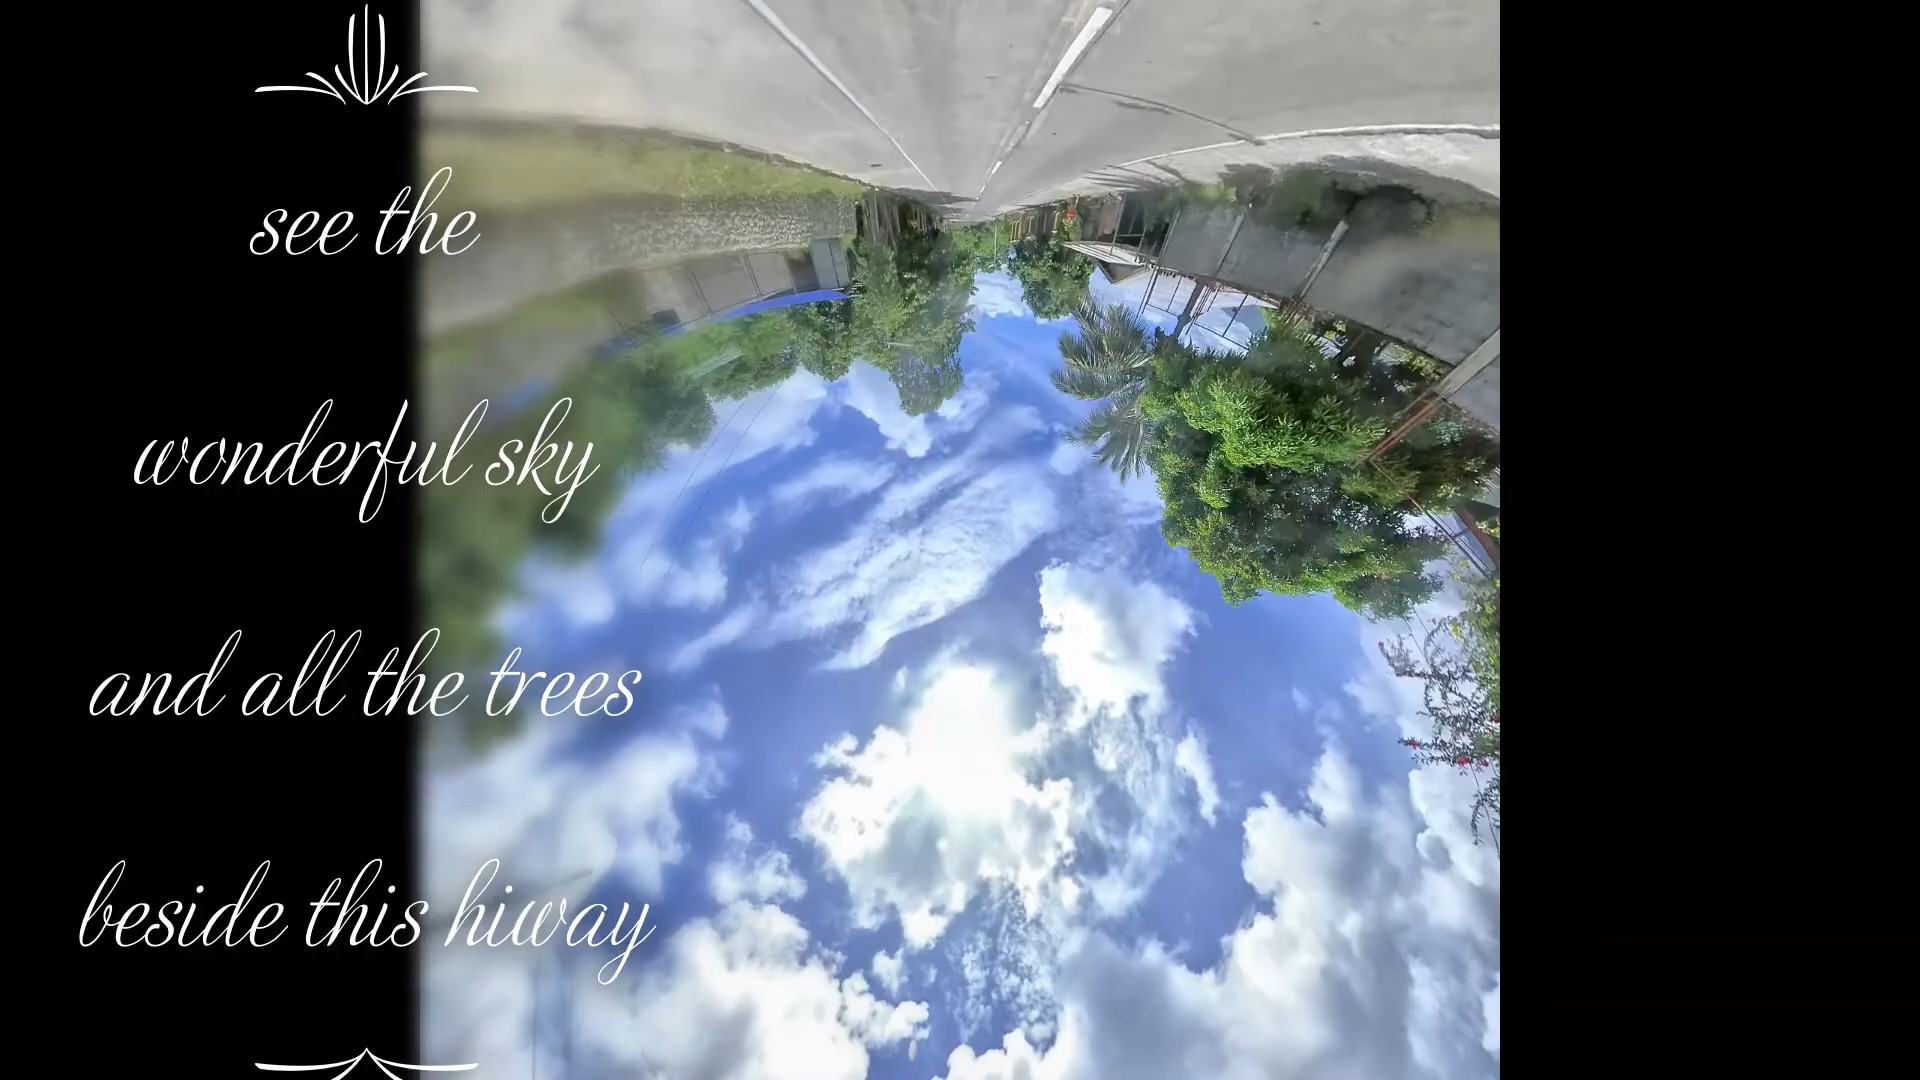 see the
wonderful sky
and all the trees
beside this hiway